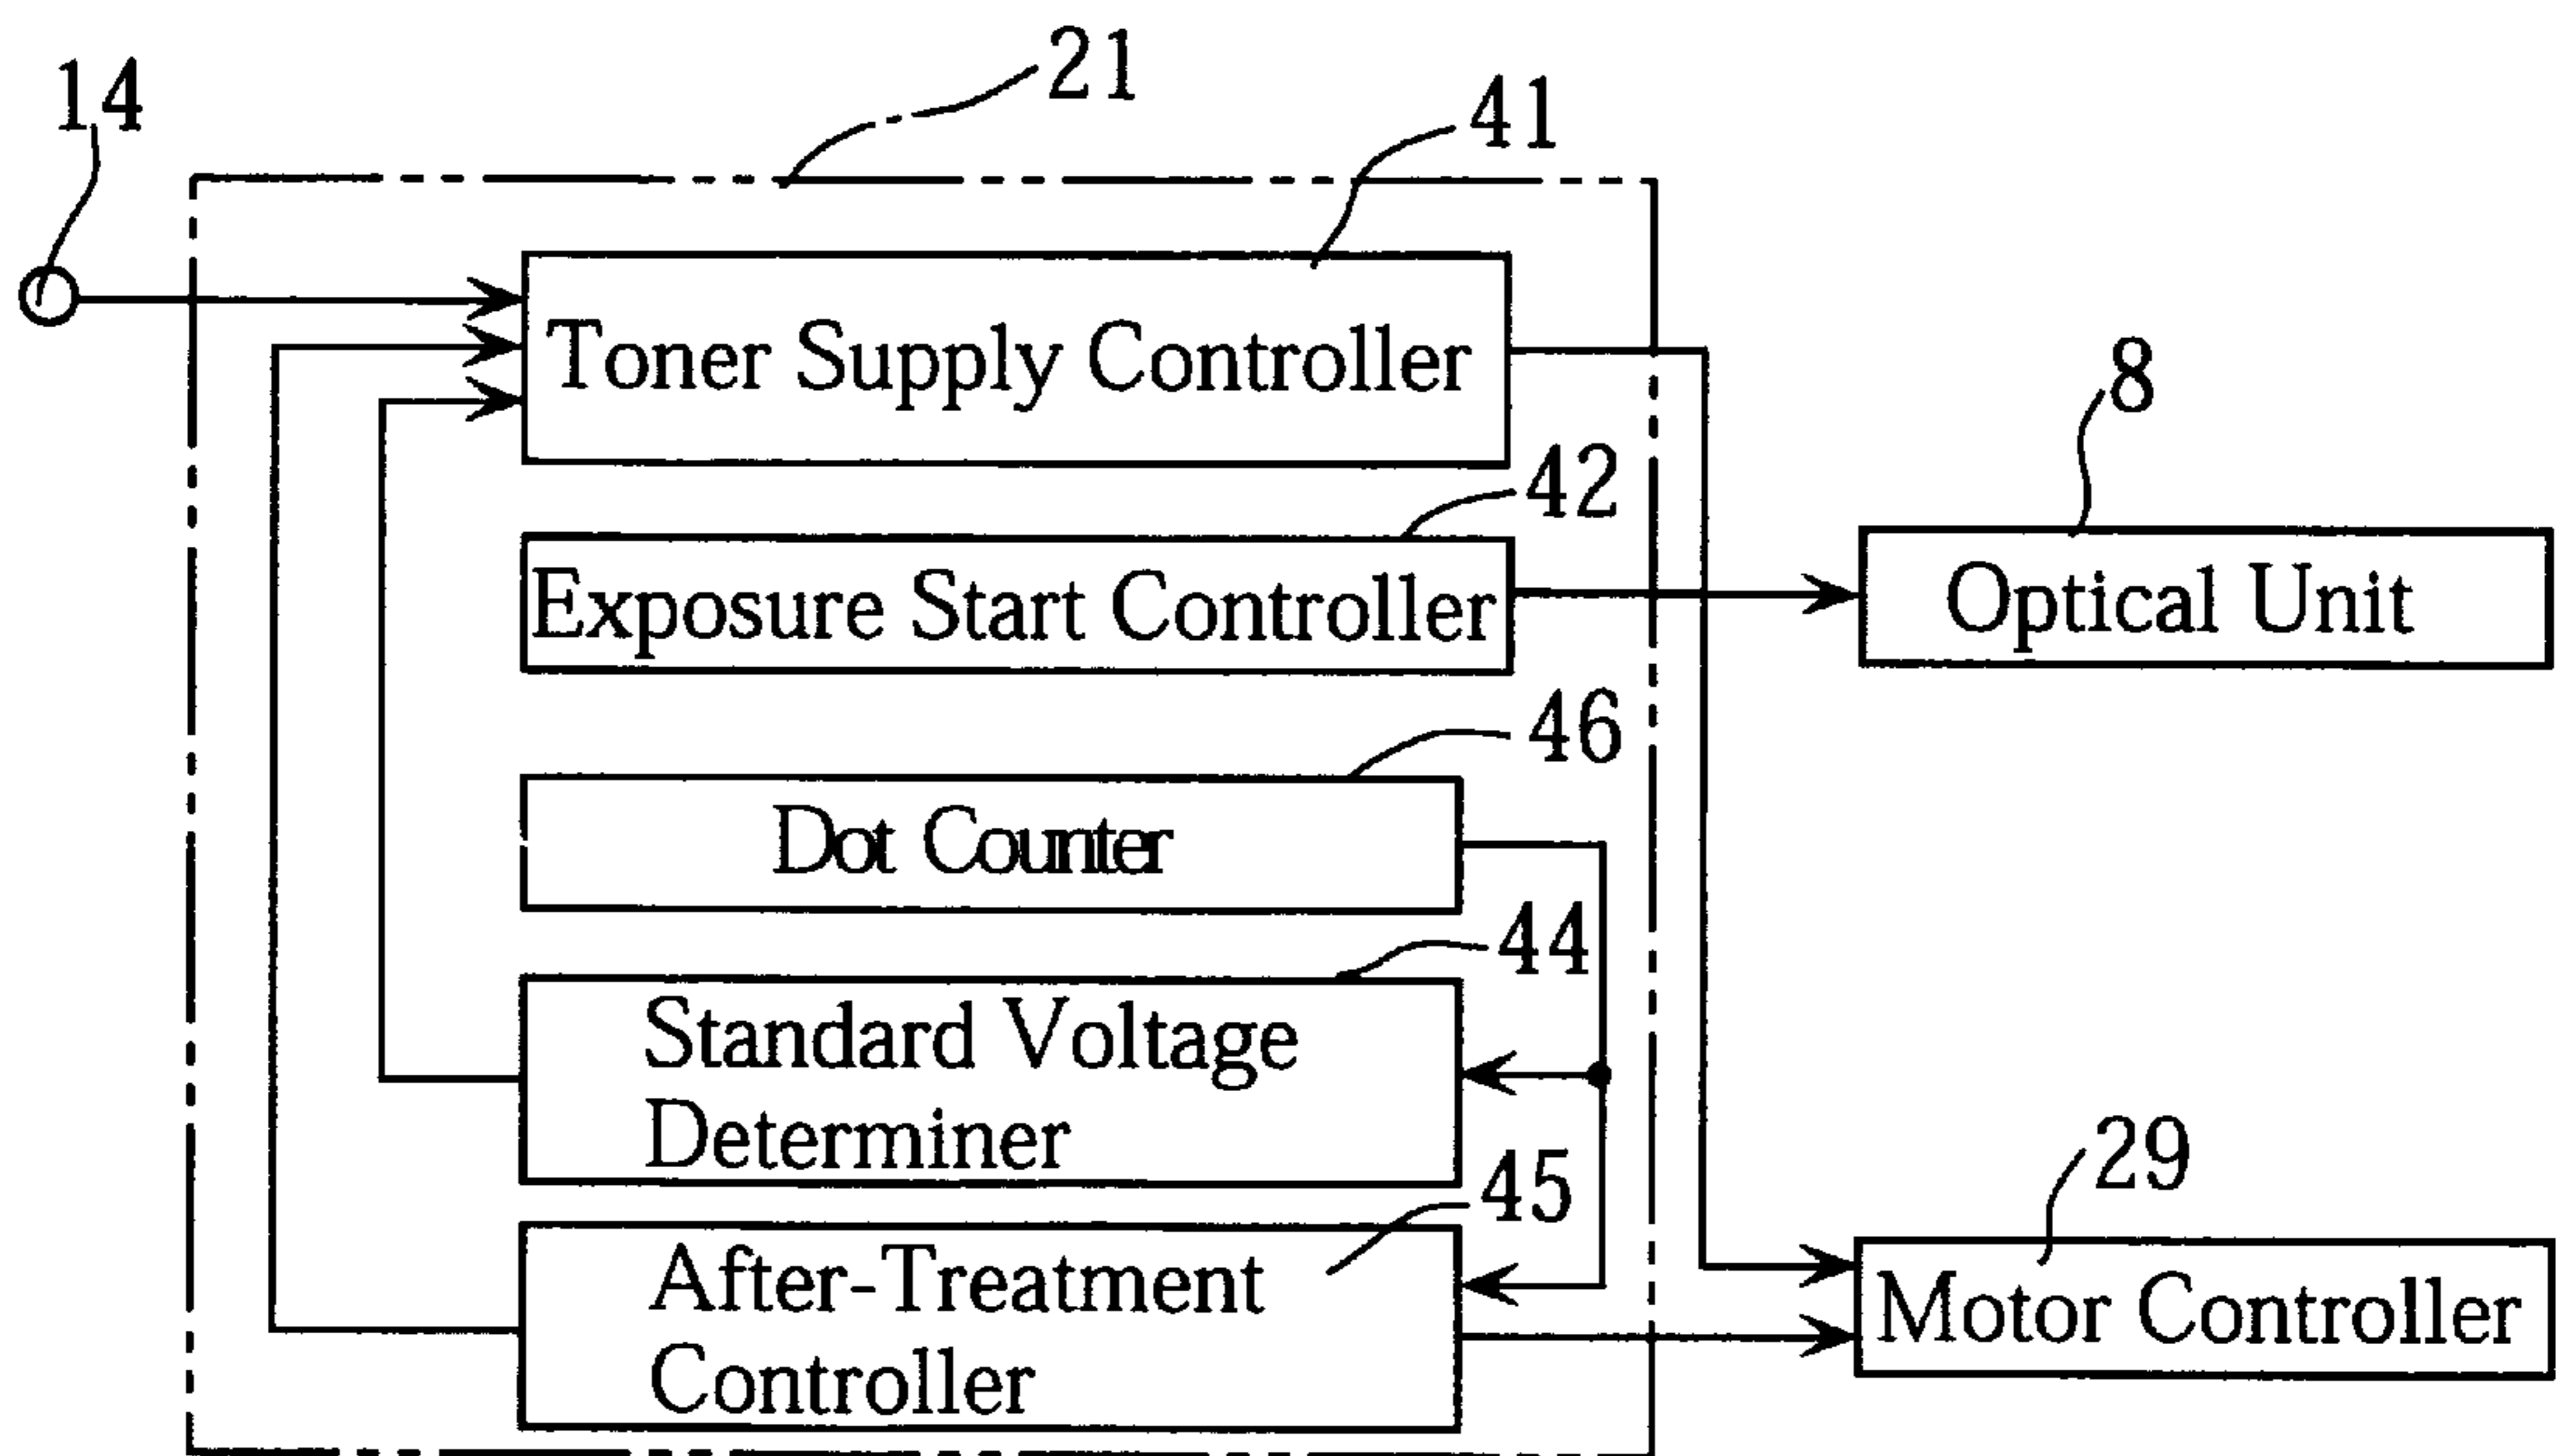 14
21
41
Toner Supply Controller
42
Exposure Start Controller
8
Optical Unit
46
Dot Counter
44
Standard Voltage
Determiner
45
After-Treatment
Controller
29
Motor Controller